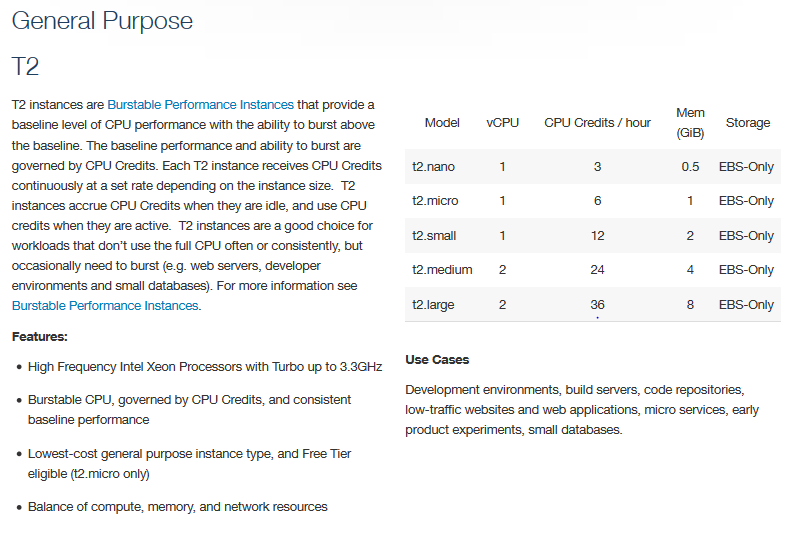 General Purpose
T2
T2 instances are Burstable Performance Instances that provide a
baseline level of CPU performance with the ability to burst above
the baseline. The baseline performance and ability to burst are
governed by CPU Credits. Each T2 instance receives CPU Credits
continuously at a set rate depending on the instance size.  T2
instances accrue CPU Credits when they are idle, and use CPU
credits when they are active.  T2 instances are a good choice for
workloads that don’t use the full CPU often or consistently, but
occasionally need to burst (e.g. web servers, developer
environments and small databases). For more information see
Burstable Performance Instances.
Features:
• High Frequency Intel Xeon Processors with Turbo up to 3.3GHz
• Burstable CPU, governed by CPU Credits, and consistent
baseline performance
• Lowest-cost general purpose instance type, and Free Tier
eligible (t2.micro only)
• Balance of compute, memory, and network resources
Model vCPU CPU Credits / hour Mem (GiB) Storage
t2.nano 1 3 0.5 EBS-Only
t2.micro 1 6 1 EBS-Only
t2.small 1 12 2 EBS-Only
t2.medium 2 24 4 EBS-Only
t2.large 2 36 8 EBS-Only
Use Cases
Development environments, build servers, code repositories,
low-traffic websites and web applications, micro services, early
product experiments, small databases.